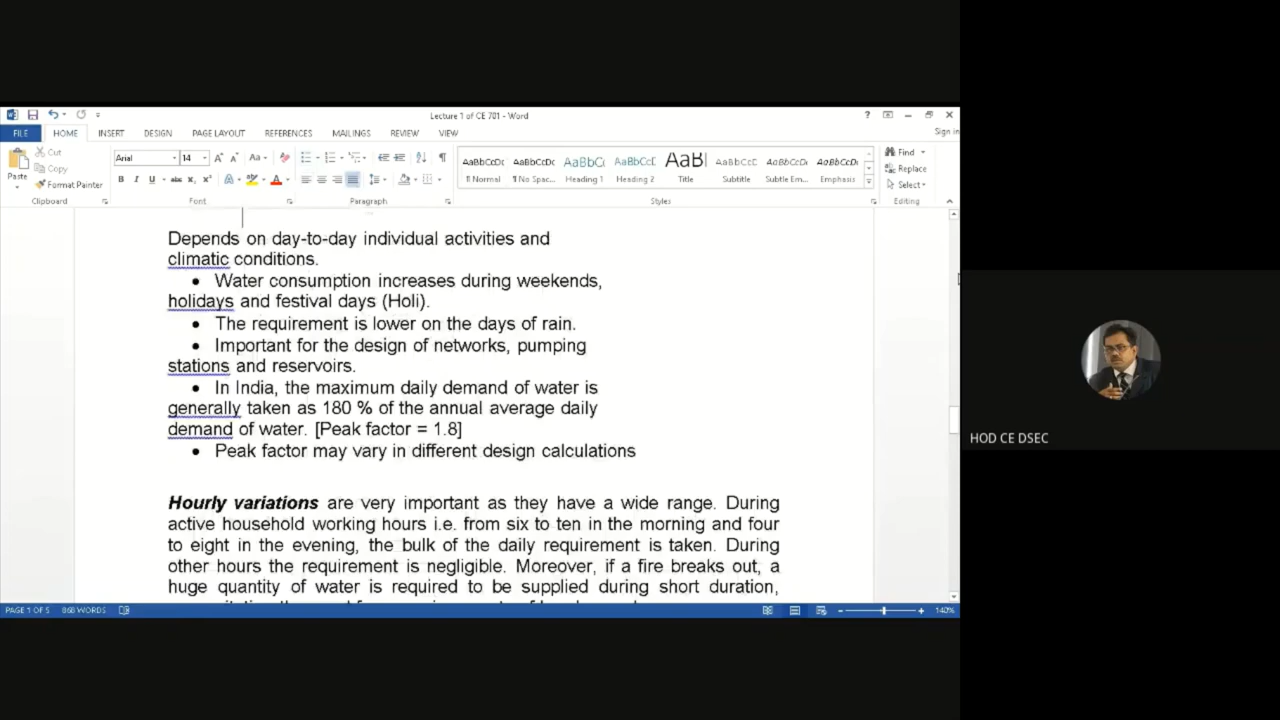 Lecture 1 of CE 701 - Word
Sign in
FILE HOME INSERT DESIGN PAGE LAYOUT REFERENCES MAILINGS REVIEW VIEW
Paste
Cut
Copy
Format Painter
Arial 14
AaBbCcDc AaBbCcDc AaBbC( AaBbCcE AaBl AaBbCcC AaBbCcDc AaBbCcDc
¶ Normal ¶ No Spac... Heading 1 Heading 2 Title Subtitle Subtle Em... Emphasis
Find
Replace
Select
Clipboard Font Paragraph Styles Editing
Depends on day-to-day individual activities and
climatic conditions.
• Water consumption increases during weekends,
holidays and festival days (Holi).
• The requirement is lower on the days of rain.
• Important for the design of networks, pumping
stations and reservoirs.
• In India, the maximum daily demand of water is
generally taken as 180 % of the annual average daily
demand of water. [Peak factor = 1.8]
• Peak factor may vary in different design calculations
Hourly variations are very important as they have a wide range. During
active household working hours i.e. from six to ten in the morning and four
to eight in the evening, the bulk of the daily requirement is taken. During
other hours the requirement is negligible. Moreover, if a fire breaks out, a
huge quantity of water is required to be supplied during short duration,
PAGE 1 OF 5 868 WORDS
140%
HOD CE DSEC